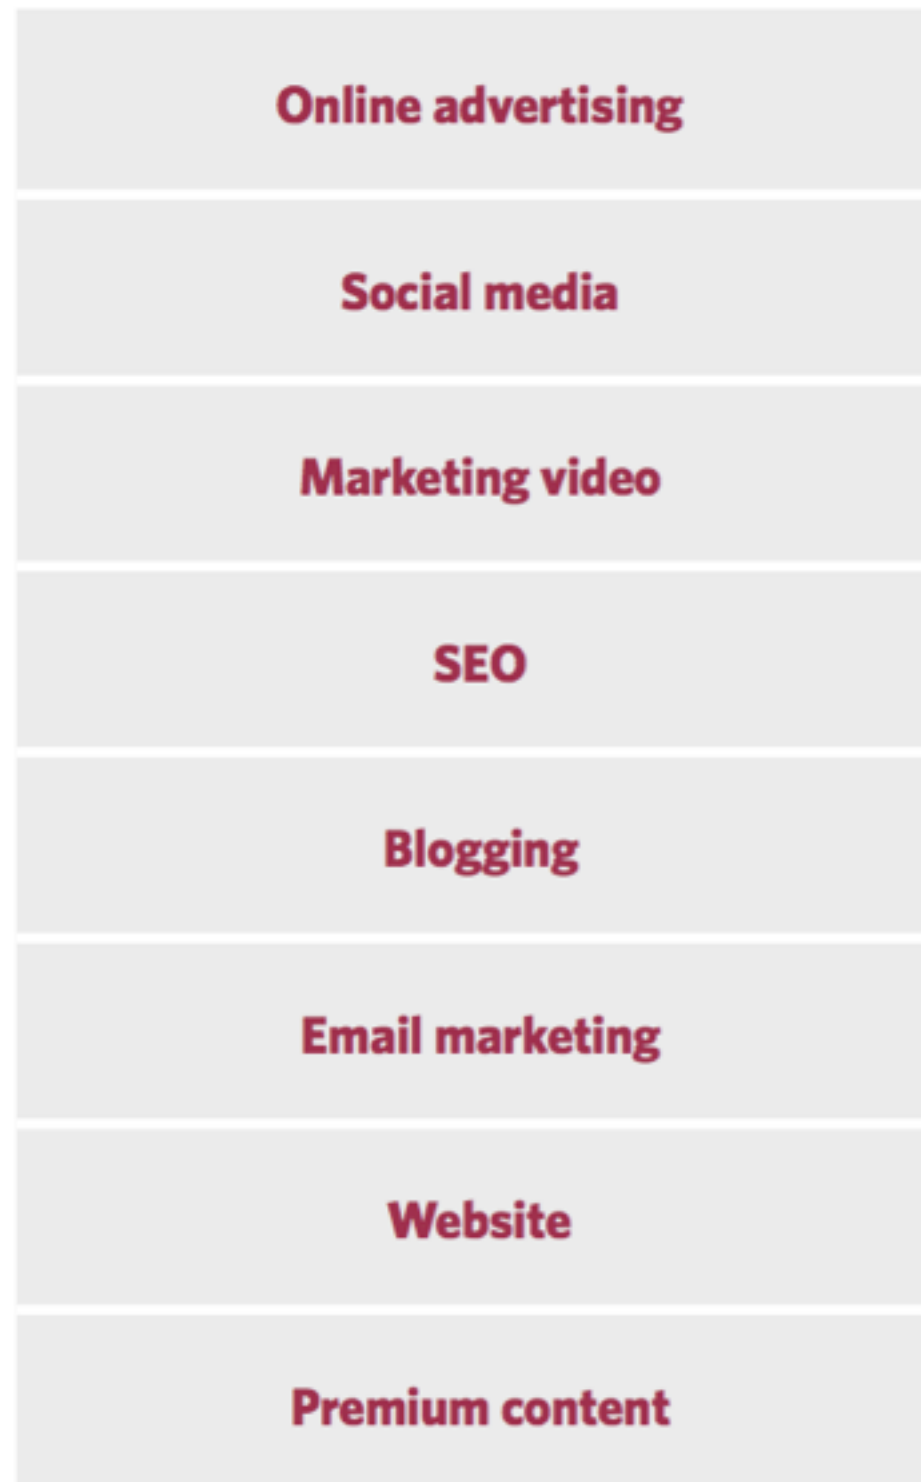 Online advertising
Social media
Marketing video
SEO
Blogging
Email marketing
Website
Premium content